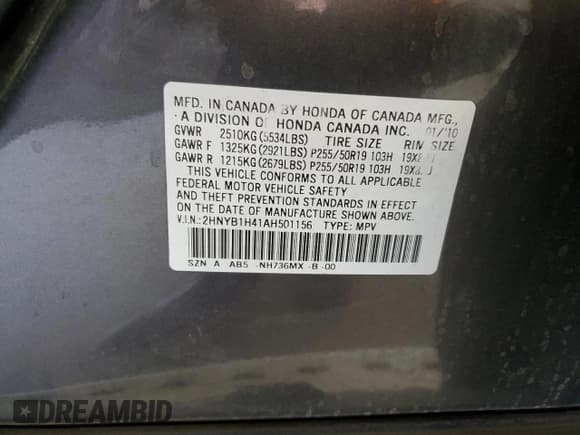 MFD. IN CANADA BY HONDA OF CANADA MFG.,
A DIVISION OF HONDA CANADA INC. 01/10
GVWR 2510KG(5534LBS) TIRE SIZE RIM SIZE
GAWR F 1325KG(2921LBS) P255/50R19 103H
GAWR R 1215KG(2679LBS) P255/50R19 103H
THIS VEHICLE CONFORMS TO ALL APPLICABLE
FEDERAL MOTOR VEHICLE SAFETY
AND THEFT PREVENTION STANDARDS IN EFFECT
ON THE DATE OF MANUFACTURE SHOWN ABOVE.
V.I.N.:2HNYB1H41AH501156 TYPE: MPV
SZN A AB5 -NH736MX -B -00
DREAMBID